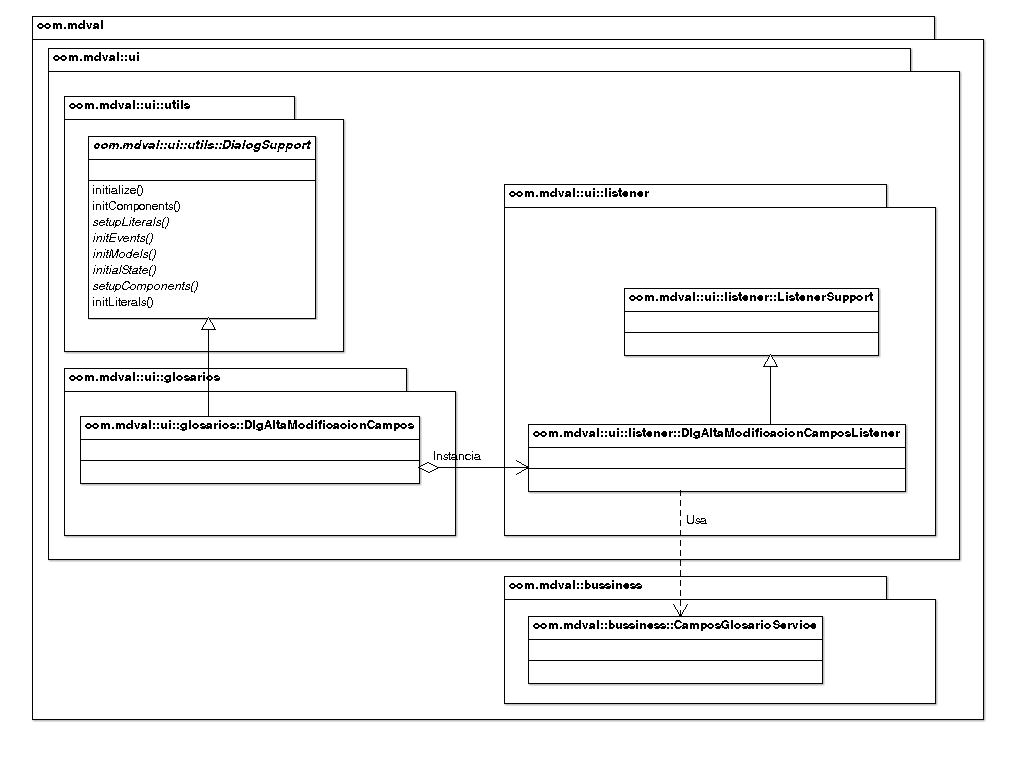 com.mdval
com.mdval::ui
com.mdval::ui::utils
com.mdval::ui::utils::DialogSupport
initialize()
initComponents()
setupLiterals()
initEvents()
initModels()
initialState()
setupComponents()
initLiterals()
com.mdval::ui::listener
com.mdval::ui::listener::ListenerSupport
com.mdval::ui::glosarios
com.mdval::ui::glosarios::DlgAltaModificacionCampos
com.mdval::ui::listener::DlgAltaModificacionCamposListener
Instancia
Usa
com.mdval::bussiness
com.mdval::bussiness::CamposGlosarioService